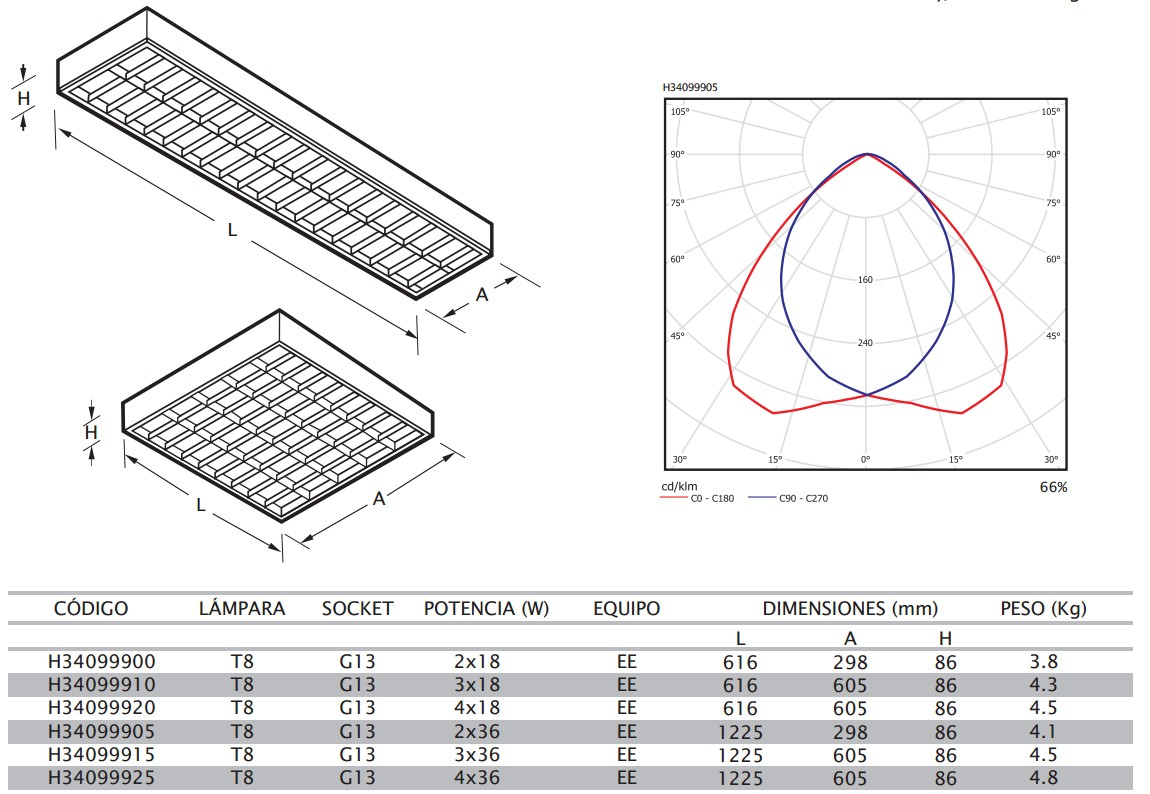 H
L
A
H
L
A
H34099905
105° 105°
90° 90°
75° 75°
60° 60°
160
45° 240 45°
30° 15° 0° 15° 30°
cd/klm 66%
C0 - C180 C90 - C270
CÓDIGO LÁMPARA SOCKET POTENCIA (W) EQUIPO DIMENSIONES (mm) PESO (Kg)
L A H
H34099900 T8 G13 2x18 EE 616 298 86 3.8
H34099910 T8 G13 3x18 EE 616 605 86 4.3
H34099920 T8 G13 4x18 EE 616 605 86 4.5
H34099905 T8 G13 2x36 EE 1225 298 86 4.1
H34099915 T8 G13 3x36 EE 1225 605 86 4.5
H34099925 T8 G13 4x36 EE 1225 605 86 4.8